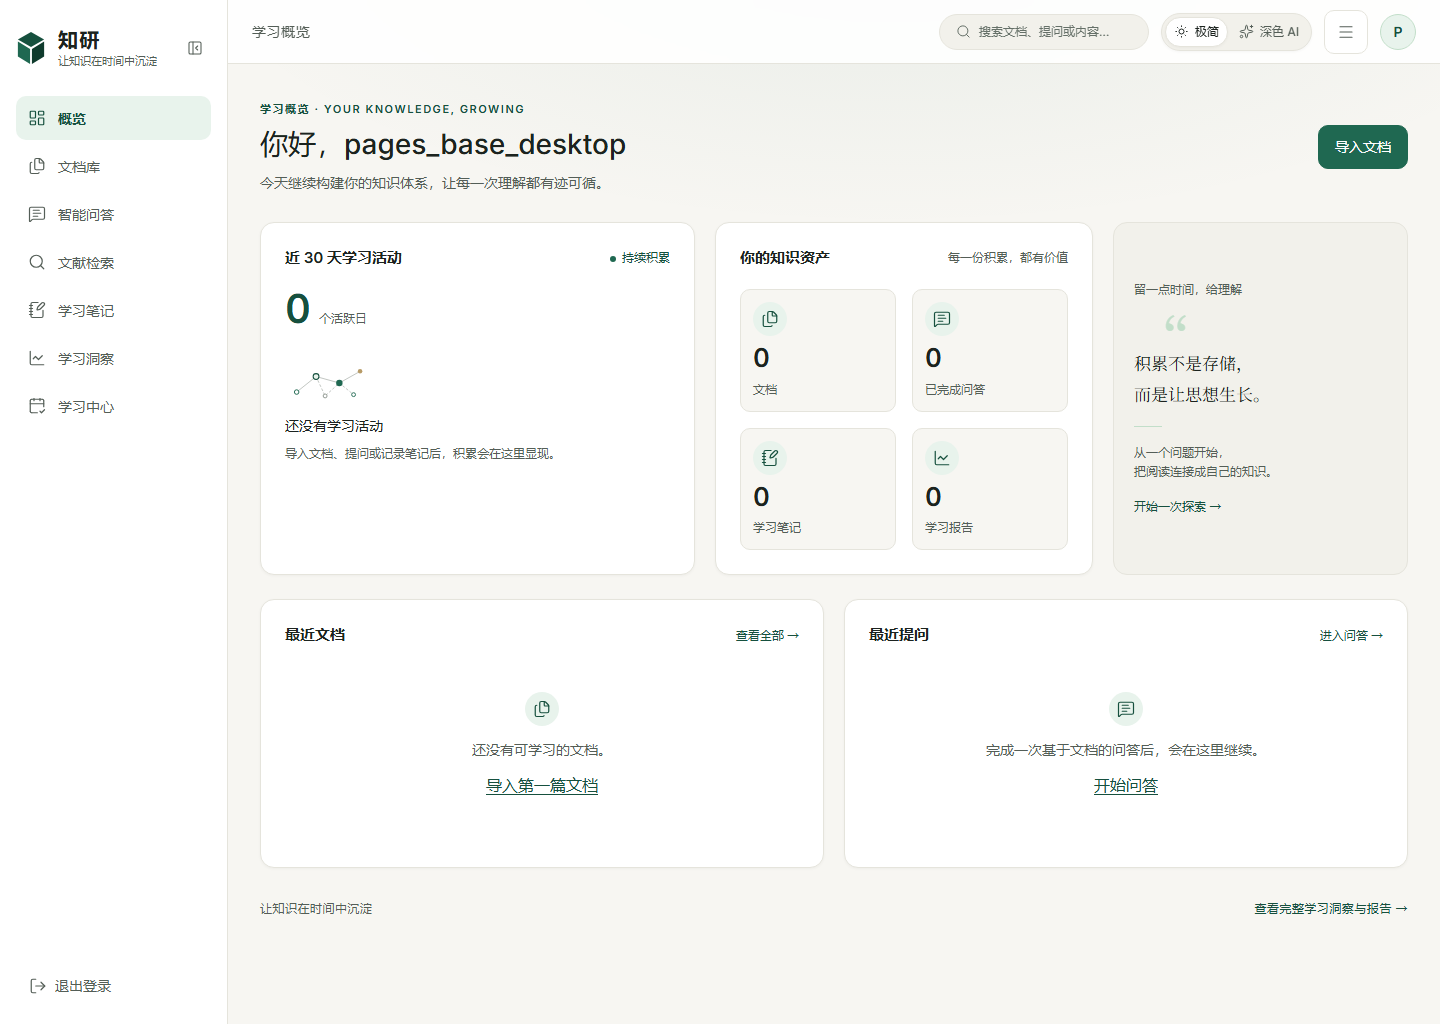 知研
让知识在时间中沉淀
概览
文档库
智能问答
文献检索
学习笔记
学习洞察
学习中心
退出登录
学习概览
搜索文档、提问或内容...
极简
深色 AI
P
学习概览 · YOUR KNOWLEDGE, GROWING
你好，pages_base_desktop
今天继续构建你的知识体系，让每一次理解都有迹可循。
导入文档
近 30 天学习活动
持续积累
0 个活跃日
还没有学习活动
导入文档、提问或记录笔记后，积累会在这里显现。
你的知识资产
每一份积累，都有价值
0
文档
0
已完成问答
0
学习笔记
0
学习报告
留一点时间，给理解
“
积累不是存储，
而是让思想生长。
从一个问题开始，
把阅读连接成自己的知识。
开始一次探索 →
最近文档
查看全部 →
还没有可学习的文档。
导入第一篇文档
最近提问
进入问答 →
完成一次基于文档的问答后，会在这里继续。
开始问答
让知识在时间中沉淀
查看完整学习洞察与报告 →